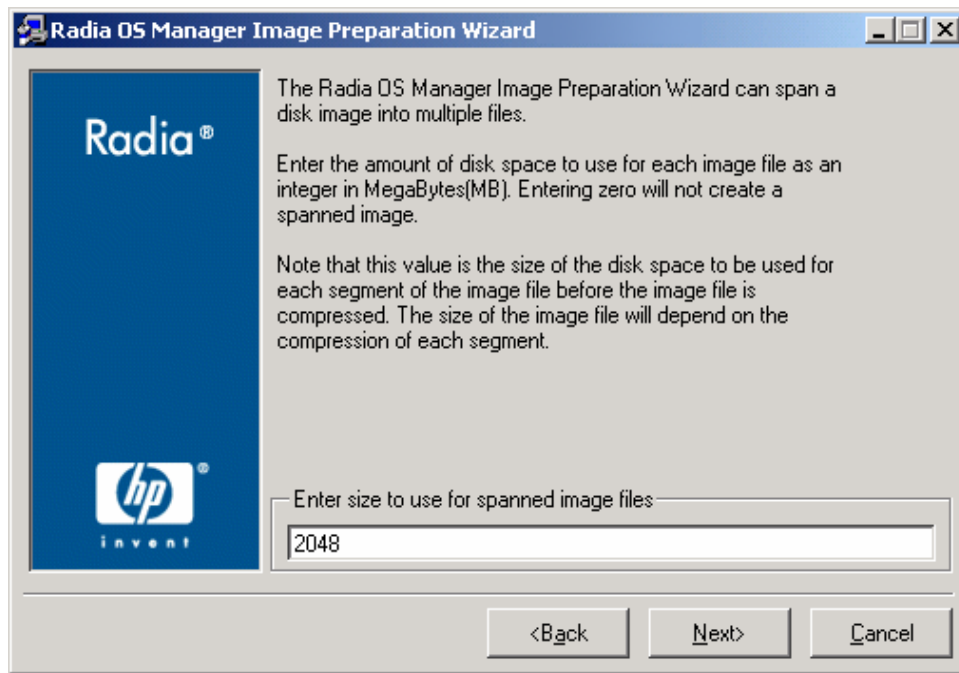 Radia OS Manager Image Preparation Wizard
Radia®
The Radia OS Manager Image Preparation Wizard can span a
disk image into multiple files.
Enter the amount of disk space to use for each image file as an
integer in MegaBytes(MB). Entering zero will not create a
spanned image.
Note that this value is the size of the disk space to be used for
each segment of the image file before the image file is
compressed. The size of the image file will depend on the
compression of each segment.
hp®
invent
Enter size to use for spanned image files
2048
<Back
Next>
Cancel